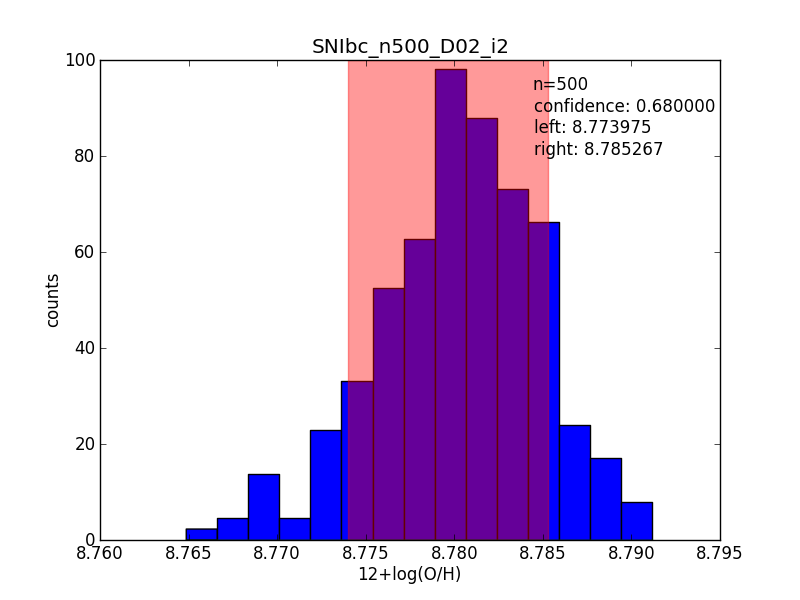 SNIbc_n500_D02_i2
n=500
confidence: 0.680000
left: 8.773975
right: 8.785267
100
80
60
40
20
0
counts
8.760 8.765 8.770 8.775 8.780 8.785 8.790 8.795
12+log(O/H)